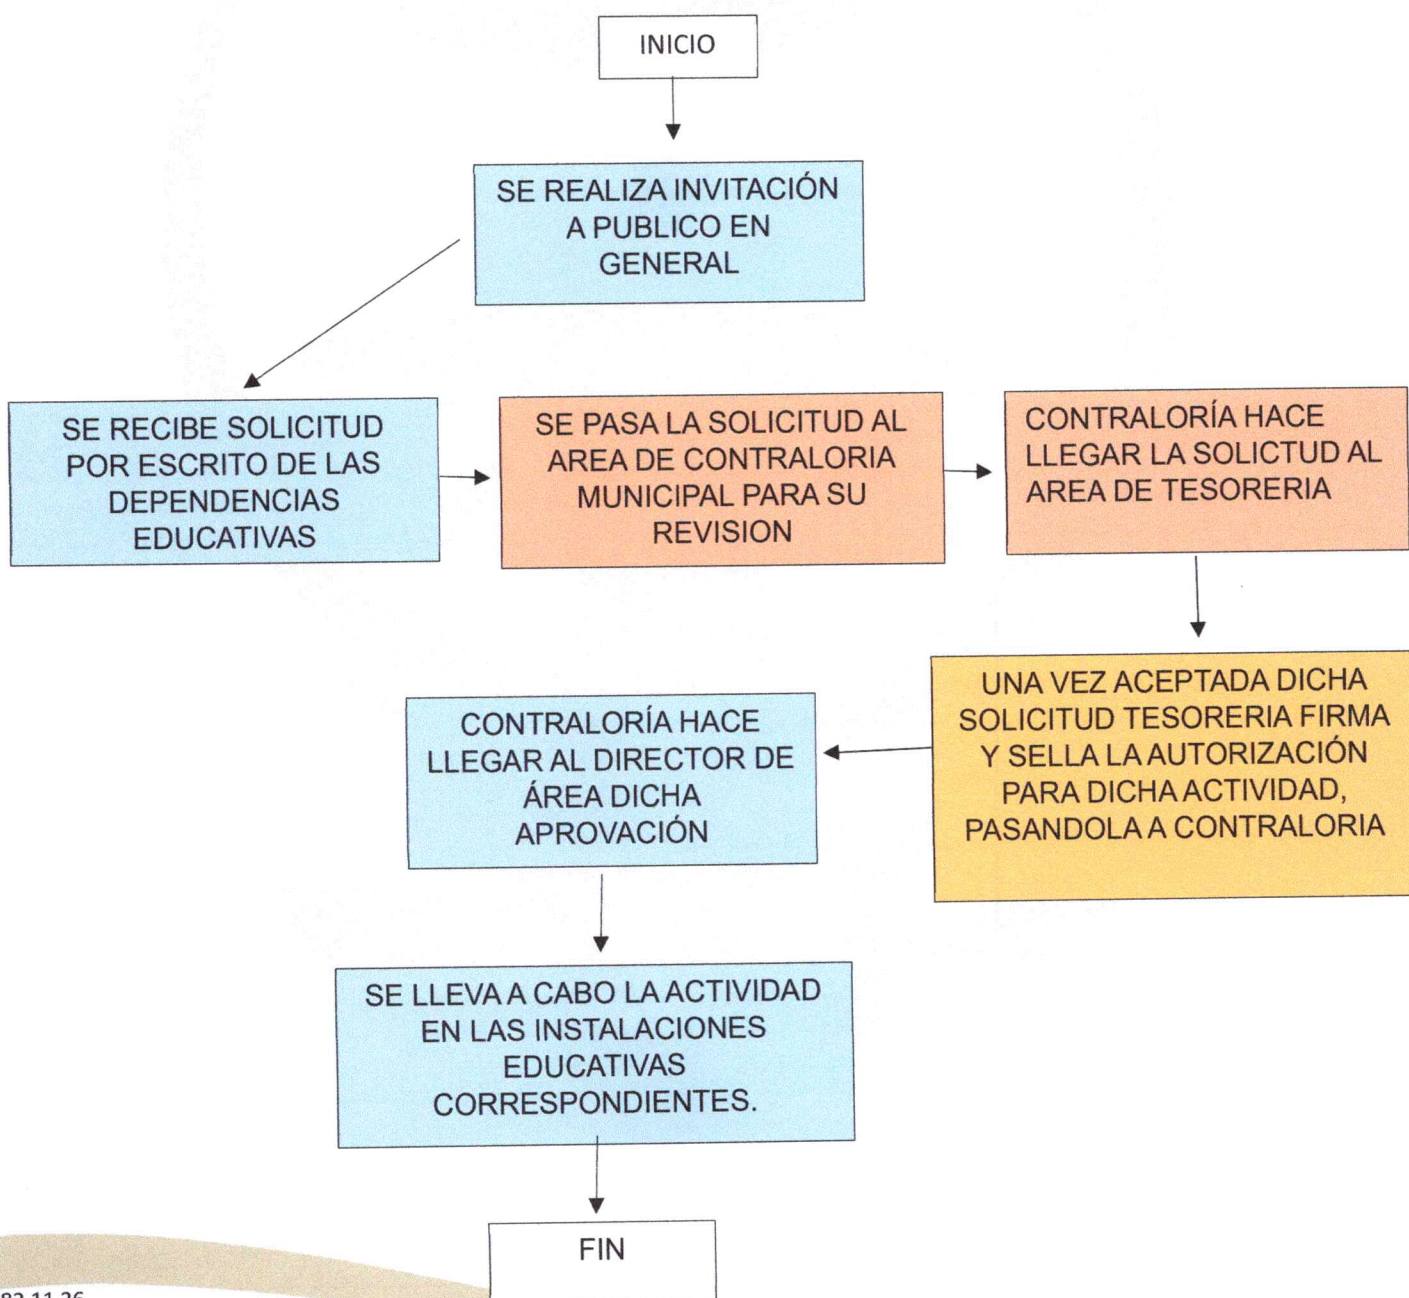 INICIO
SE REALIZA INVITACIÓN
A PUBLICO EN
GENERAL
SE RECIBE SOLICITUD
POR ESCRITO DE LAS
DEPENDENCIAS
EDUCATIVAS
SE PASA LA SOLICITUD AL
AREA DE CONTRALORIA
MUNICIPAL PARA SU
REVISION
CONTRALORÍA HACE
LLEGAR LA SOLICTUD AL
AREA DE TESORERIA
UNA VEZ ACEPTADA DICHA
SOLICITUD TESORERIA FIRMA
Y SELLA LA AUTORIZACIÓN
PARA DICHA ACTIVIDAD,
PASANDOLA A CONTRALORIA
CONTRALORÍA HACE
LLEGAR AL DIRECTOR DE
ÁREA DICHA
APROVACIÓN
SE LLEVA A CABO LA ACTIVIDAD
EN LAS INSTALACIONES
EDUCATIVAS
CORRESPONDIENTES.
FIN